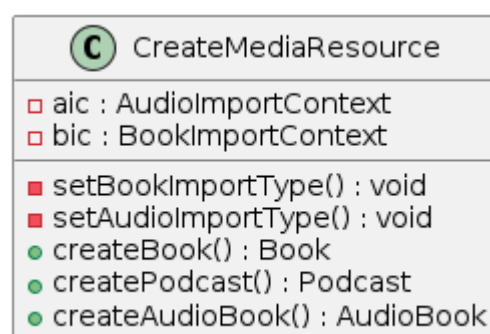 C CreateMediaResource
aic : AudioImportContext
bic : BookImportContext
setBookImportType() : void
setAudioImportType() : void
createBook() : Book
createPodcast() : Podcast
createAudioBook() : AudioBook